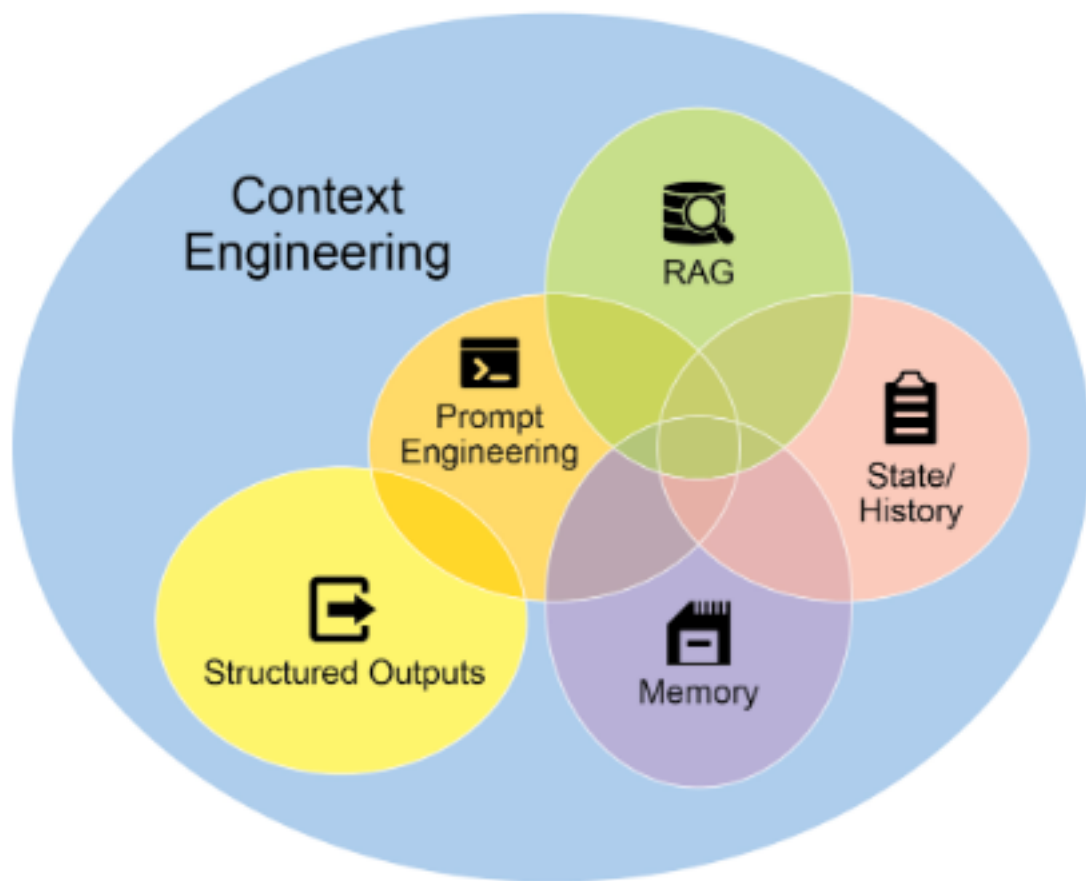 Context
Engineering
RAG
Prompt
Engineering
State/
History
Structured Outputs
Memory